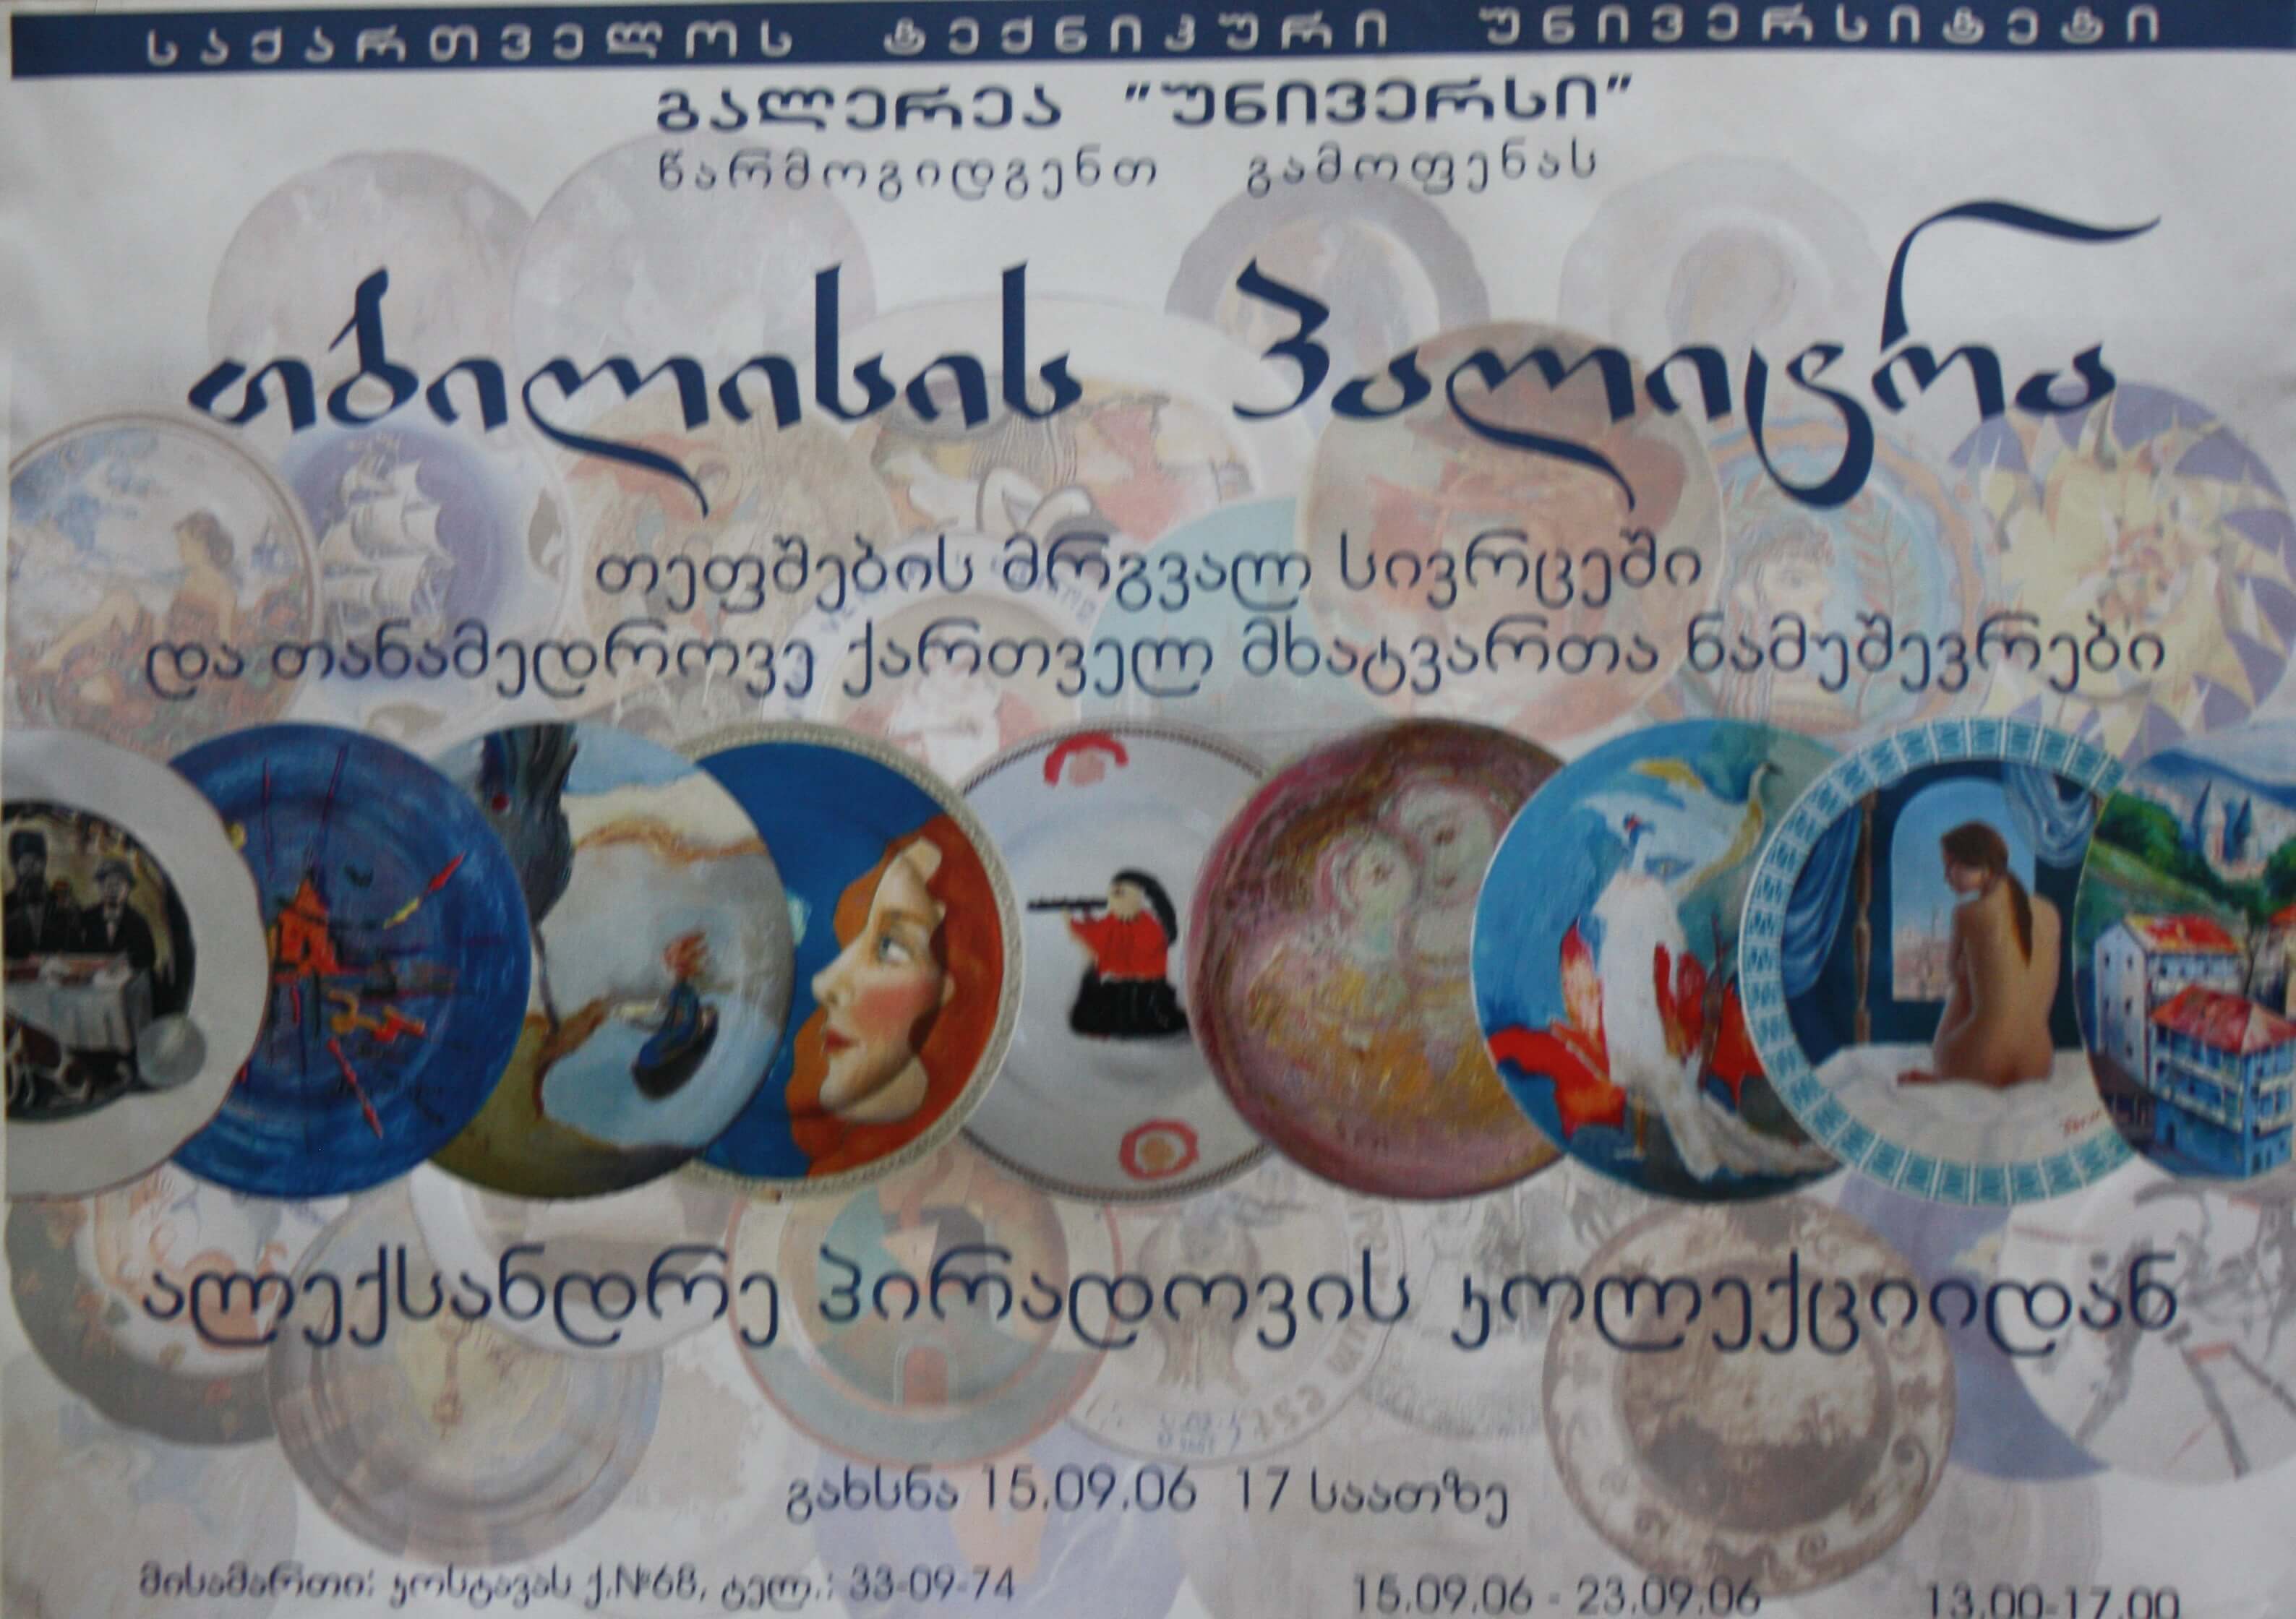 საქართველოს ტექნიკური უნივერსიტეტი
გალერეა "უნივერსი"
წარმოგიდგენთ გამოფენას
თბილისის პალიტრა
თეფშების მრგვალ სივრცეში
და თანამედროვე ქართველ მხატვართა ნამუშევრები
ალექსანდრე პირადოვის კოლექციიდან
გახსნა 15.09.06 17 საათზე
მისამართი: კოსტავას ქ.№68, ტელ.: 33-09-74
15.09.06 - 23.09.06 13.00-17.00